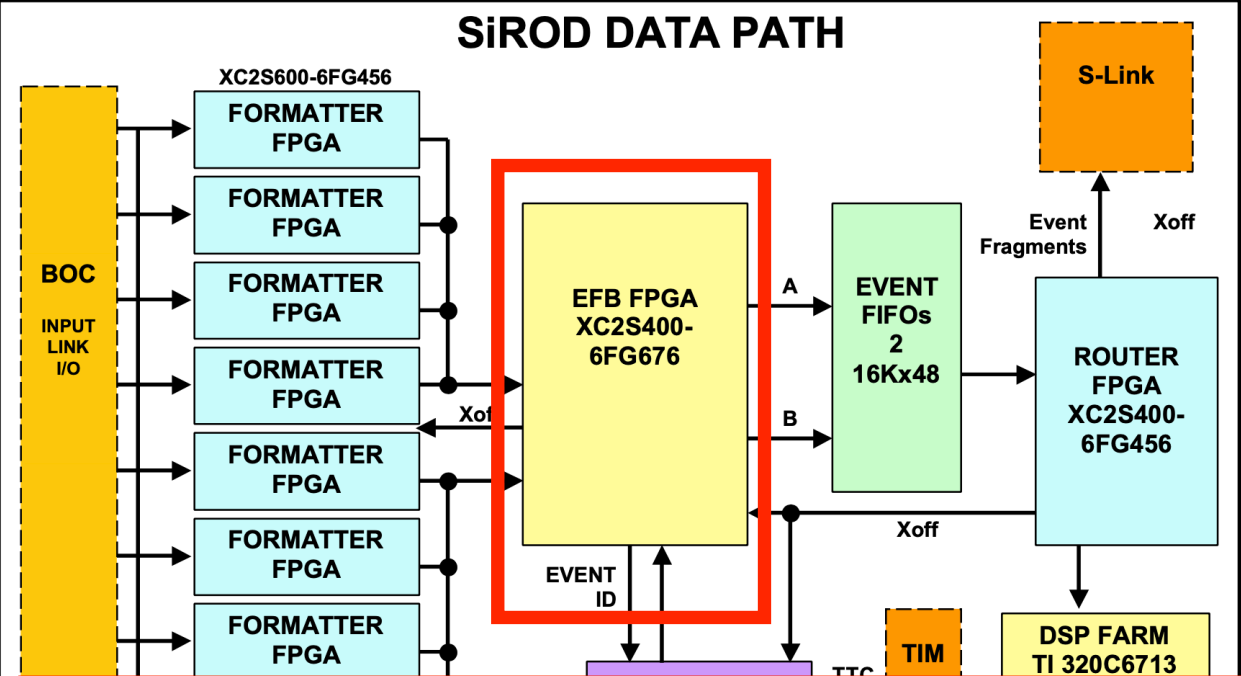 SiROD DATA PATH
XC2S600-6FG456
S-Link
FORMATTER
FPGA
FORMATTER
FPGA
FORMATTER
FPGA
FORMATTER
FPGA
FORMATTER
FPGA
FORMATTER
FPGA
FORMATTER
FPGA
BOC
INPUT
LINK
I/O
Xof
EFB FPGA
XC2S400-
6FG676
A
B
EVENT
FIFOs
2
16Kx48
Event
Fragments
Xoff
ROUTER
FPGA
XC2S400-
6FG456
Xoff
EVENT
ID
TIM
DSP FARM
TI 320C6713